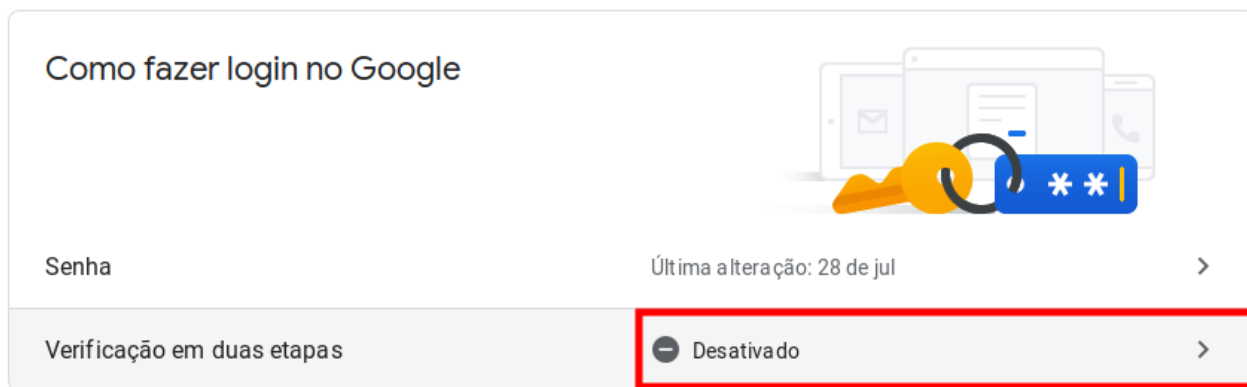 Como fazer login no Google
**
Senha
Última alteração: 28 de jul
Verificação em duas etapas
Desativado